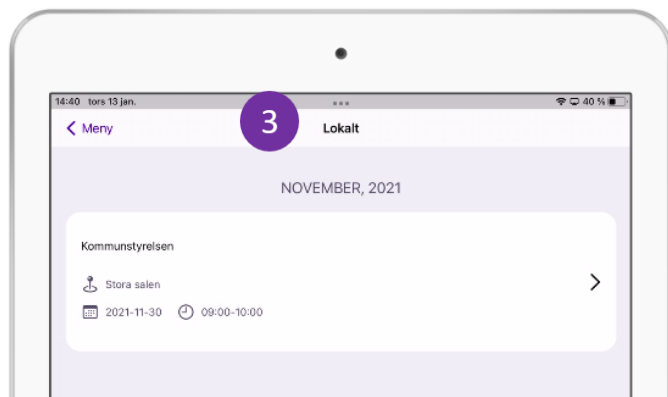 14:40 tors 13 jan. 40 %
Meny
3
Lokalt
NOVEMBER, 2021
Kommunstyrelsen
Stora salen
2021-11-30 09:00-10:00